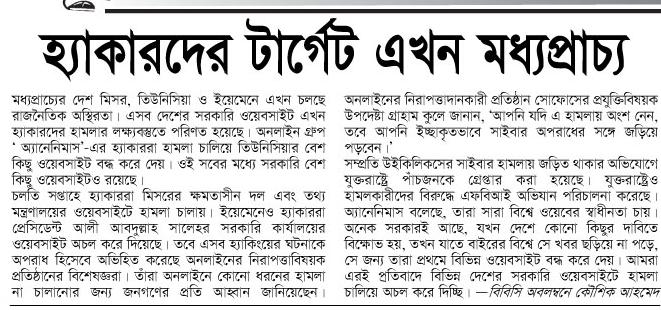 হ্যাকারদের টার্গেট এখন মধ্যপ্রাচ্য
মধ্যপ্রাচ্যের দেশ মিসর, তিউনিসিয়া ও ইয়েমেনে এখন চলছে
রাজনৈতিক অস্থিরতা। এসব দেশের সরকারি ওয়েবসাইট এখন
হ্যাকারদের হামলার লক্ষ্যবস্তুতে পরিণত হয়েছে। অনলাইন গ্রুপ
' অ্যানেনিমাস'-এর হ্যাকাররা হামলা চালিয়ে তিউনিসিয়ার বেশ
কিছু ওয়েবসাইট বন্ধ করে দেয়। ওই সবের মধ্যে সরকারি বেশ
কিছু ওয়েবসাইটও রয়েছে।
চলতি সপ্তাহে হ্যাকাররা মিসরের ক্ষমতাসীন দল এবং তথ্য
মন্ত্রণালয়ের ওয়েবসাইটে হামলা চালায়। ইয়েমেনেও হ্যাকাররা
প্রেসিডেন্ট আলী আবদুল্লাহ সালেহর সরকারি কার্যালয়ের
ওয়েবসাইট অচল করে দিয়েছে। তবে এসব হ্যাকিংয়ের ঘটনাকে
অপরাধ হিসেবে অভিহিত করেছে অনলাইনের নিরাপত্তাবিষয়ক
প্রতিষ্ঠানের বিশেষজ্ঞরা। তাঁরা অনলাইনে কোনো ধরনের হামলা
না চালানোর জন্য জনগণের প্রতি আহ্বান জানিয়েছেন।
অনলাইনের নিরাপত্তাদানকারী প্রতিষ্ঠান সোফোসের প্রযুক্তিবিষয়ক
উপদেষ্টা গ্রাহাম কুলে জানান, 'আপনি যদি এ হামলায় অংশ নেন,
তবে আপনি ইচ্ছাকৃতভাবে সাইবার অপরাধের সঙ্গে জড়িয়ে
পড়বেন।'
সম্প্রতি উইকিলিকসের সাইবার হামলায় জড়িত থাকার অভিযোগে
যুক্তরাষ্ট্রে পাঁচজনকে গ্রেপ্তার করা হয়েছে। যুক্তরাষ্ট্রেও
হামলাকারীদের বিরুদ্ধে এফবিআই অভিযান পরিচালনা করেছে।
অ্যানেনিমাস বলেছে, তারা সারা বিশ্বে ওয়েবের স্বাধীনতা চায়।
অনেক সরকারই আছে, যখন দেশে কোনো কিছুর দাবিতে
বিক্ষোভ হয়, তখন যাতে বাইরের বিশ্বে সে খবর ছড়িয়ে না পড়ে,
সে জন্য তারা প্রথমে বিভিন্ন ওয়েবসাইট বন্ধ করে দেয়। আমরা
এরই প্রতিবাদে বিভিন্ন দেশের সরকারি ওয়েবসাইটে হামলা
চালিয়ে অচল করে দিচ্ছি। —বিবিসি অবলম্বনে কৌশিক আহমেদ